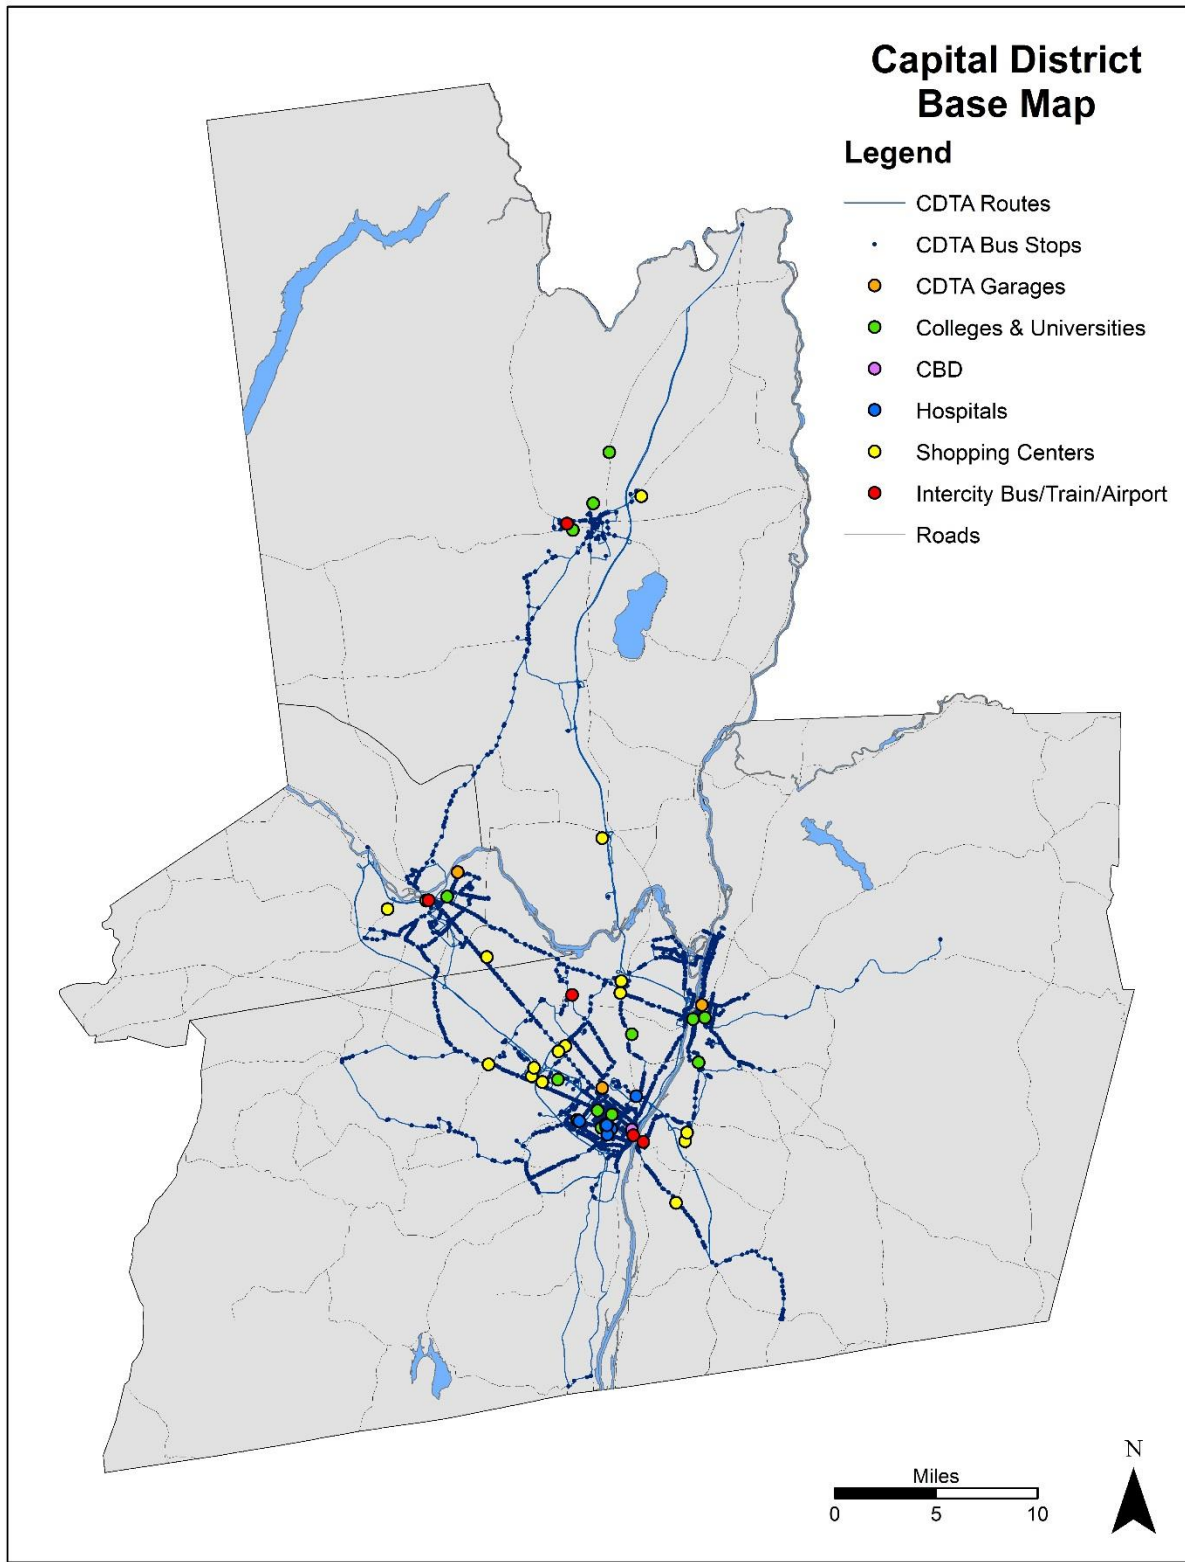 Capital District
Base Map
Legend
CDTA Routes
CDTA Bus Stops
CDTA Garages
Colleges & Universities
CBD
Hospitals
Shopping Centers
Intercity Bus/Train/Airport
Roads
N
Miles
0 5 10